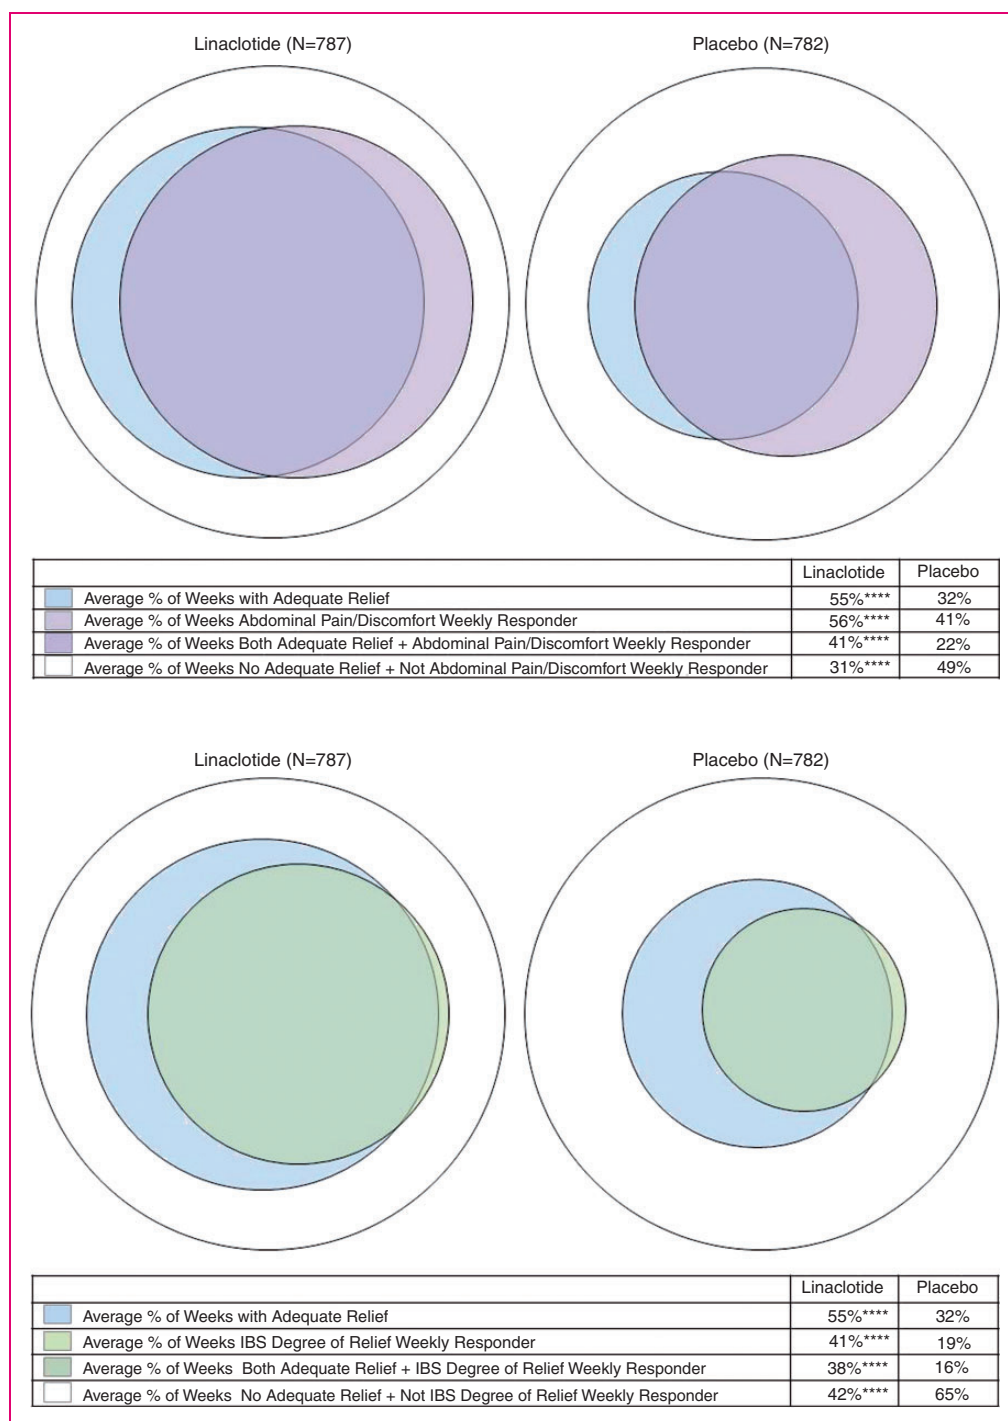 Linaclotide (N=787) Placebo (N=782)
Linaclotide Placebo
Average % of Weeks with Adequate Relief 55%**** 32%
Average % of Weeks Abdominal Pain/Discomfort Weekly Responder 56%**** 41%
Average % of Weeks Both Adequate Relief + Abdominal Pain/Discomfort Weekly Responder 41%**** 22%
Average % of Weeks No Adequate Relief + Not Abdominal Pain/Discomfort Weekly Responder 31%**** 49%
Linaclotide (N=787) Placebo (N=782)
Linaclotide Placebo
Average % of Weeks with Adequate Relief 55%**** 32%
Average % of Weeks IBS Degree of Relief Weekly Responder 41%**** 19%
Average % of Weeks Both Adequate Relief + IBS Degree of Relief Weekly Responder 38%**** 16%
Average % of Weeks No Adequate Relief + Not IBS Degree of Relief Weekly Responder 42%**** 65%